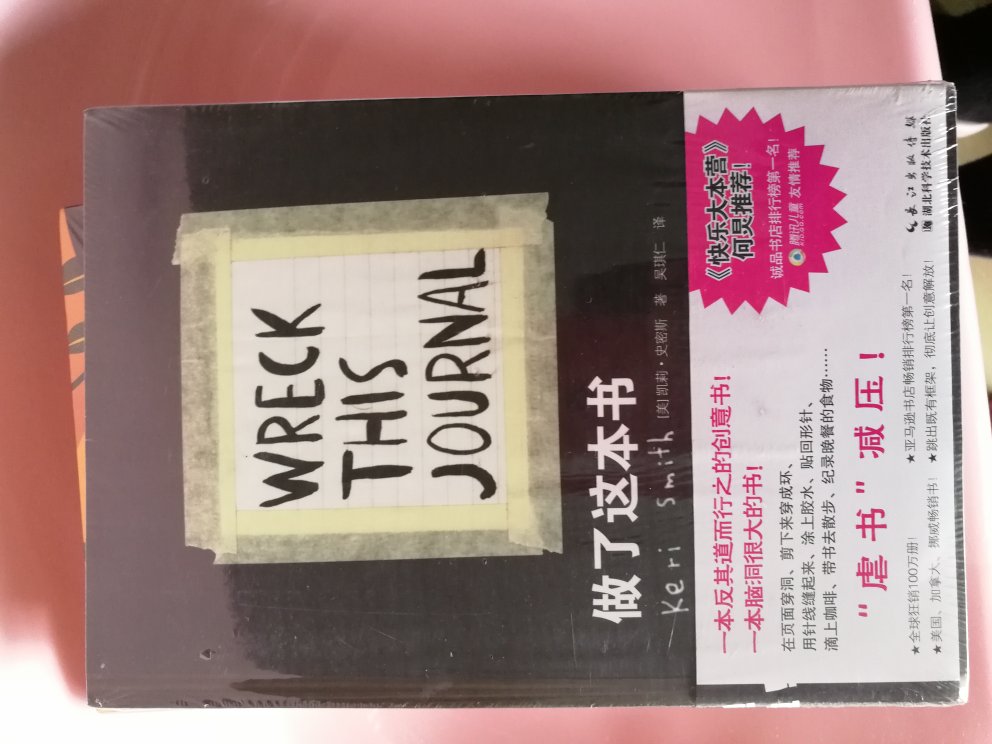 WRECK
THIS
JOURNAL
做了这本书
keri smith [美]凯莉·史密斯 著 吴琪仁 译
《快乐大本营》
何炅推荐!
诚品书店排行榜第一名!
腾讯儿童 友情推荐
一本反其道而行之的创意书!
一本脑洞很大的书!
在页面穿洞、剪下来穿成环、
用针线缝起来、涂上胶水、贴回形针、
滴上咖啡、带书去散步、纪录晚餐的食物……
“虐书”减压!
★全球狂销100万册! ★亚马逊书店畅销排行榜第一名!
★美国、加拿大、挪威畅销书! ★跳出既有框架,彻底让创意解放!
长江出版传媒
湖北科学技术出版社